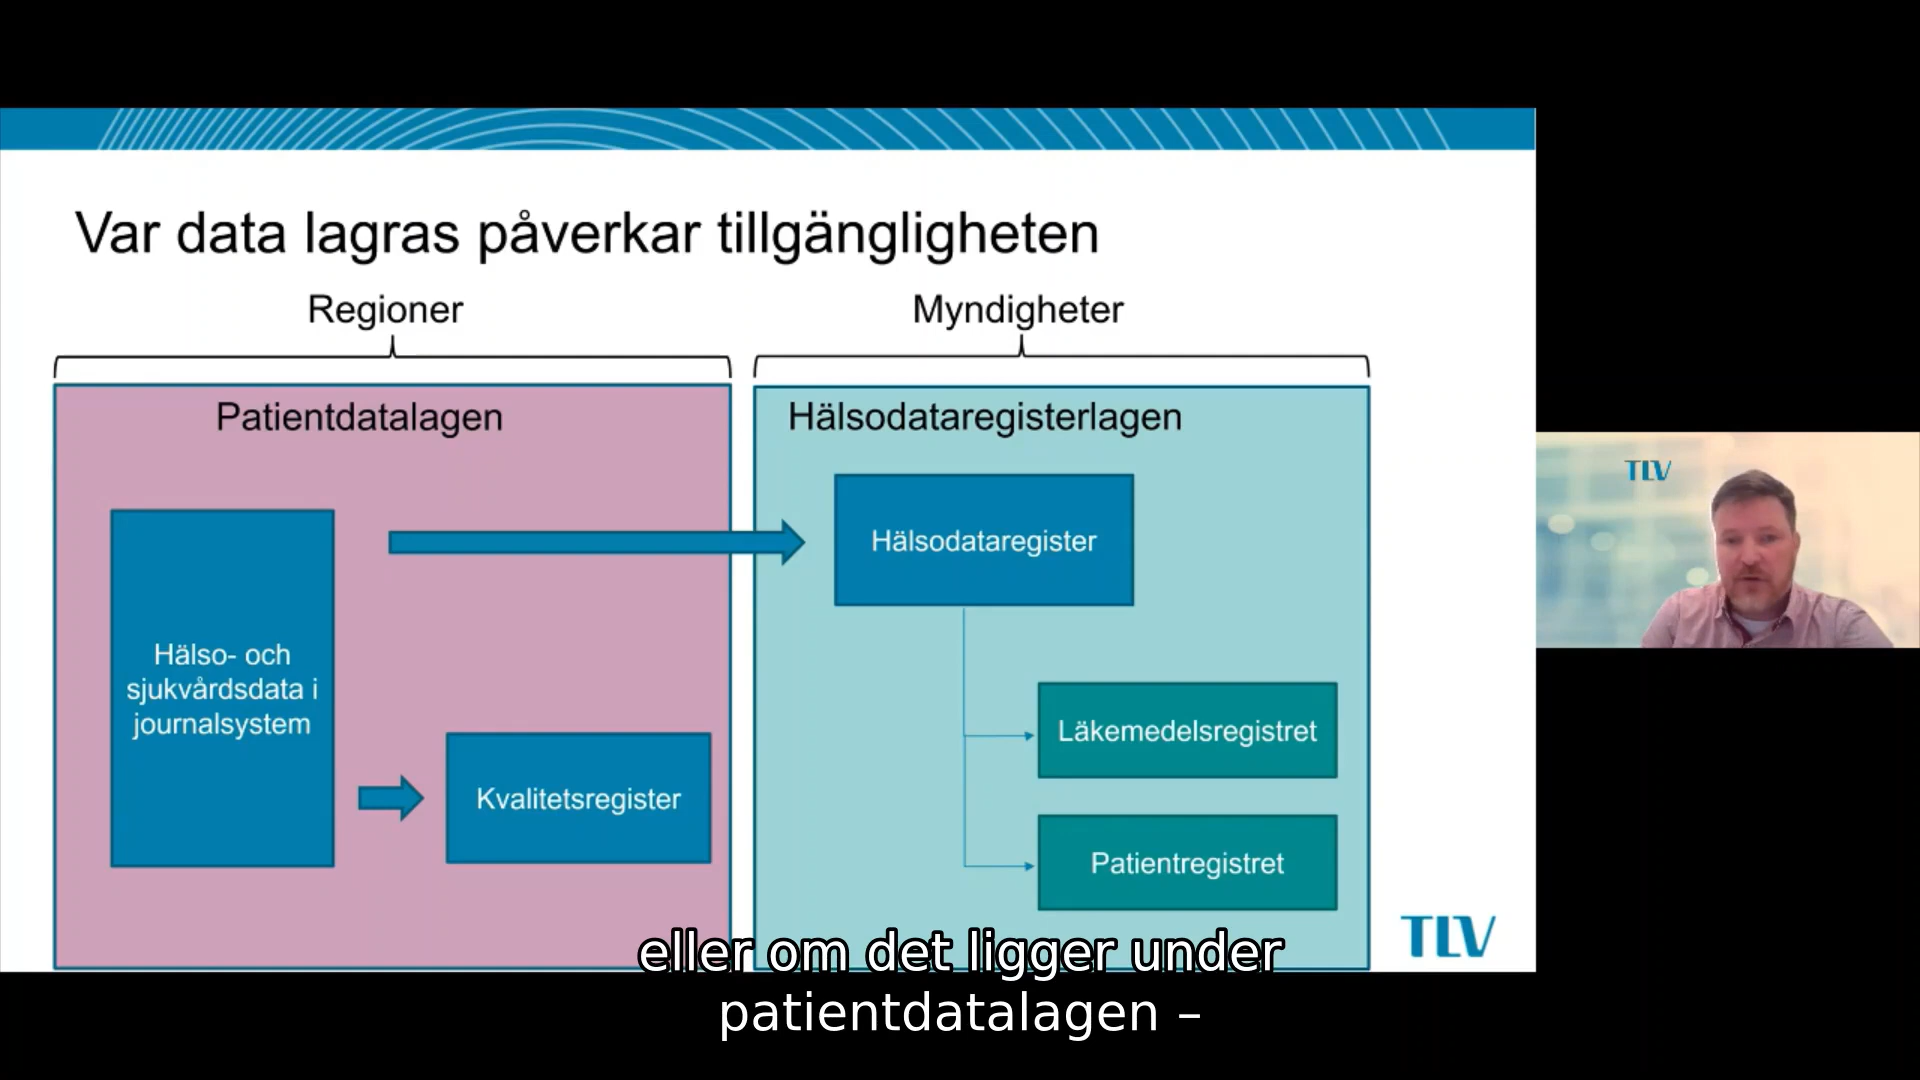 Var data lagras påverkar tillgängligheten
Regioner
Myndigheter
Patientdatalagen
Hälsodataregisterlagen
Hälsodataregister
Hälso- och
sjukvårdsdata i
journalsystem
Kvalitetsregister
Läkemedelsregistret
Patientregistret
TLV
TLV
eller om det ligger under
patientdatalagen –